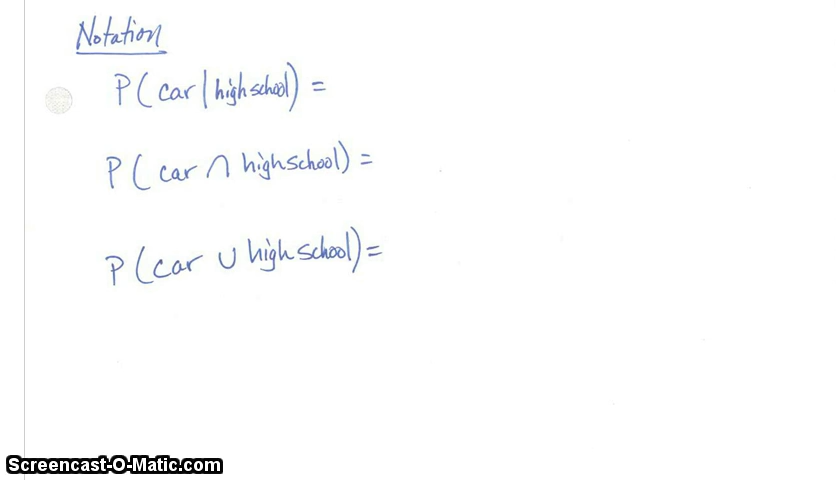 Notation
P(car|highschool) =
P(car ∩ highschool) =
P(car ∪ highschool) =
Screencast-O-Matic.com